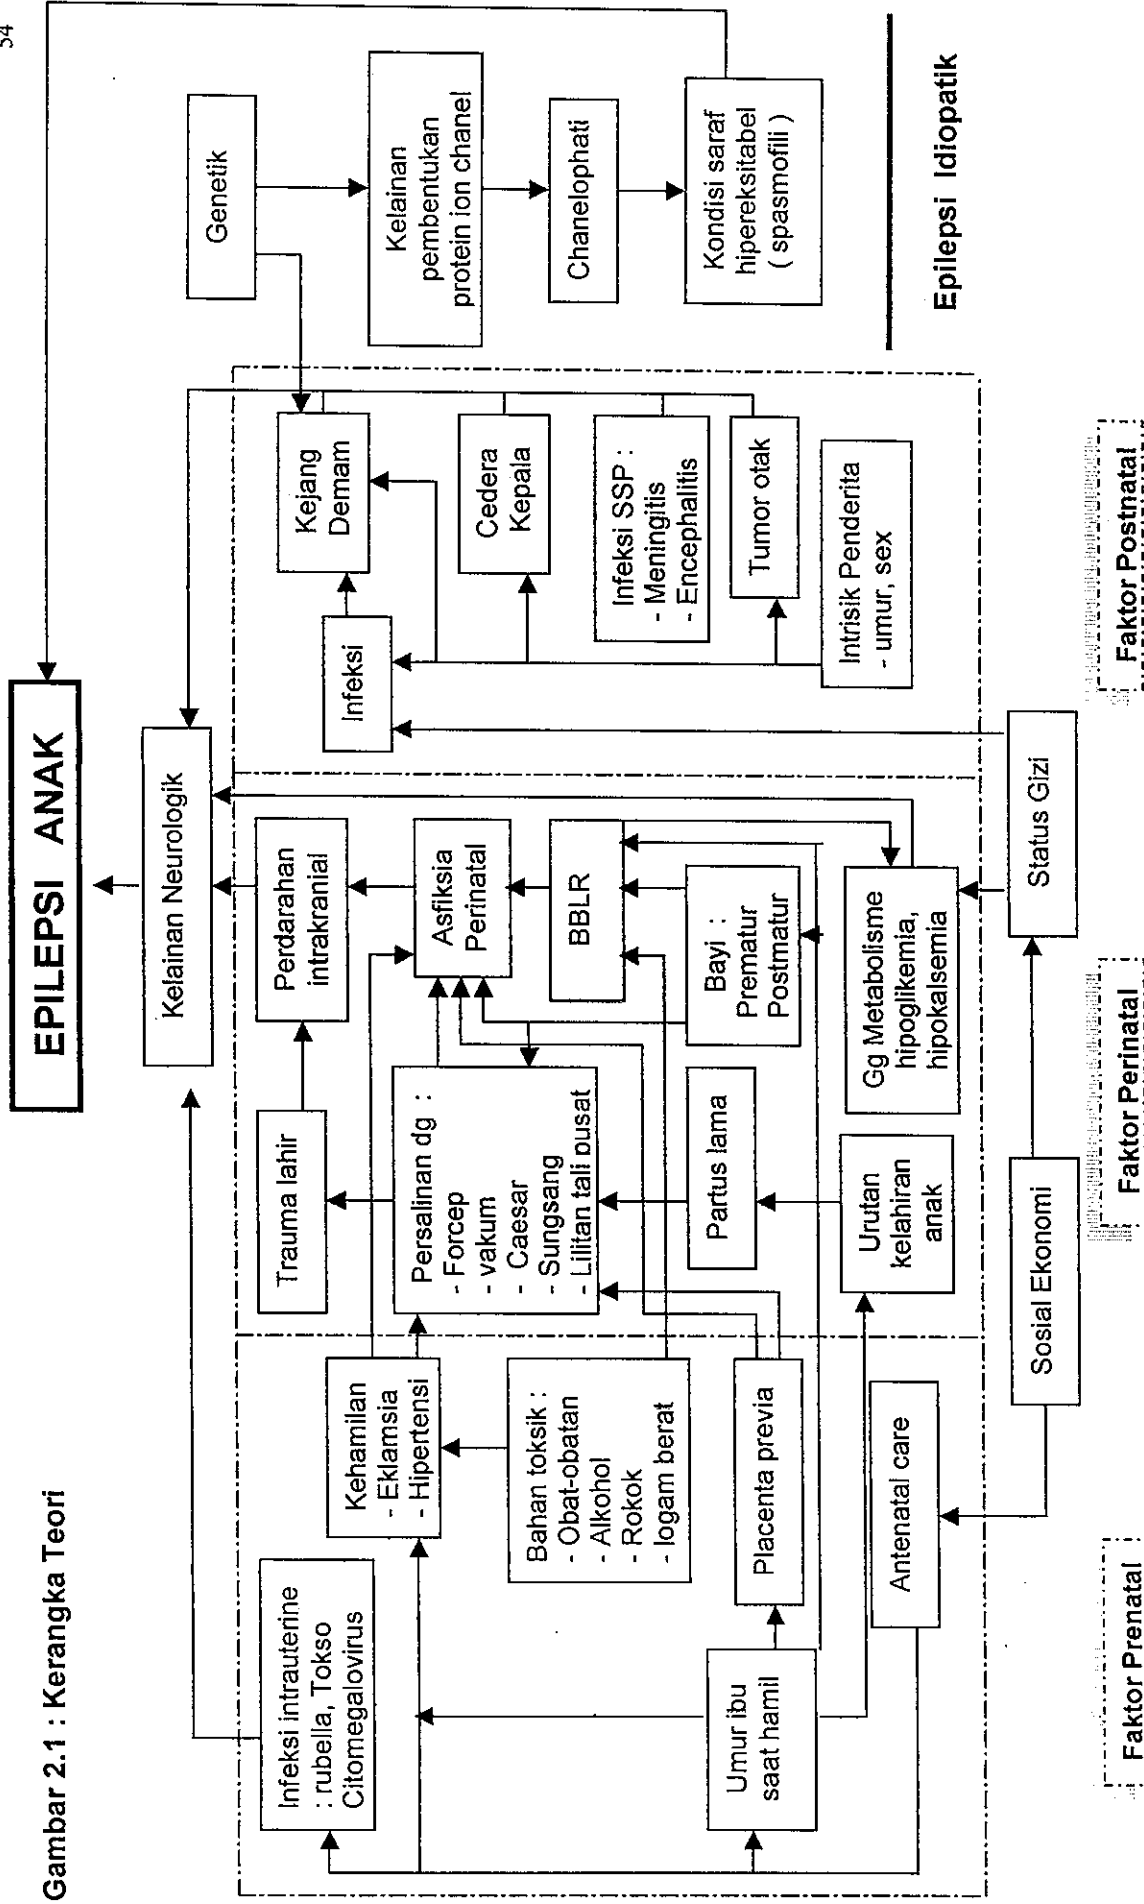 54
Gambar 2.1 : Kerangka Teori
EPILEPSI ANAK
Kelainan Neurologik
Infeksi intrauterine
: rubella, Tokso
Citomegalovirus
Kehamilan
- Eklamsia
- Hipertensi
Bahan toksik :
- Obat-obatan
- Alkohol
- Rokok
- logam berat
Placenta previa
Umur ibu
saat hamil
Antenatal care
Trauma lahir
Perdarahan
intrakranial
Persalinan dg :
- Forcep
- vakum
- Caesar
- Sungsang
- Lilitan tali pusat
Asfiksia
Perinatal
BBLR
Partus lama
Bayi :
Prematur
Postmatur
Urutan
kelahiran
anak
Gg Metabolisme
hipoglikemia,
hipokalsemia
Infeksi
Kejang
Demam
Cedera
Kepala
Infeksi SSP :
- Meningitis
- Encephalitis
Tumor otak
Intrisik Penderita
- umur, sex
Genetik
Kelainan
pembentukan
protein ion chanel
Chanelophati
Kondisi saraf
hipereksitabel
( spasmofili )
Epilepsi Idiopatik
Sosial Ekonomi
Status Gizi
Faktor Prenatal
Faktor Perinatal
Faktor Postnatal